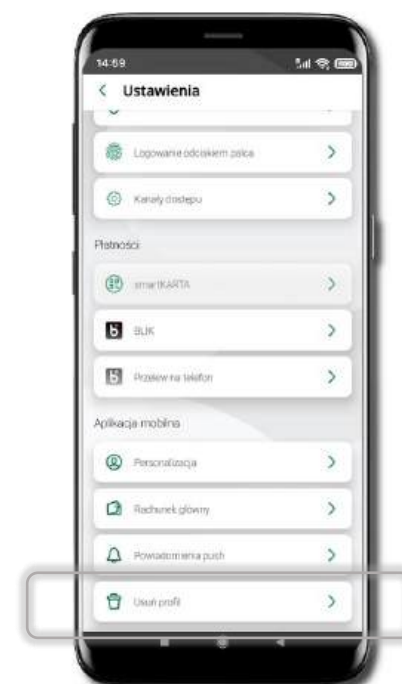 14:59
Ustawienia
Logowanie odciskiem palca
Kanały dostępu
Płatności
smartKARTA
BLIK
Przelew na telefon
Aplikacja mobilna
Personalizacja
Rachunek główny
Powiadomienia push
Usuń profil